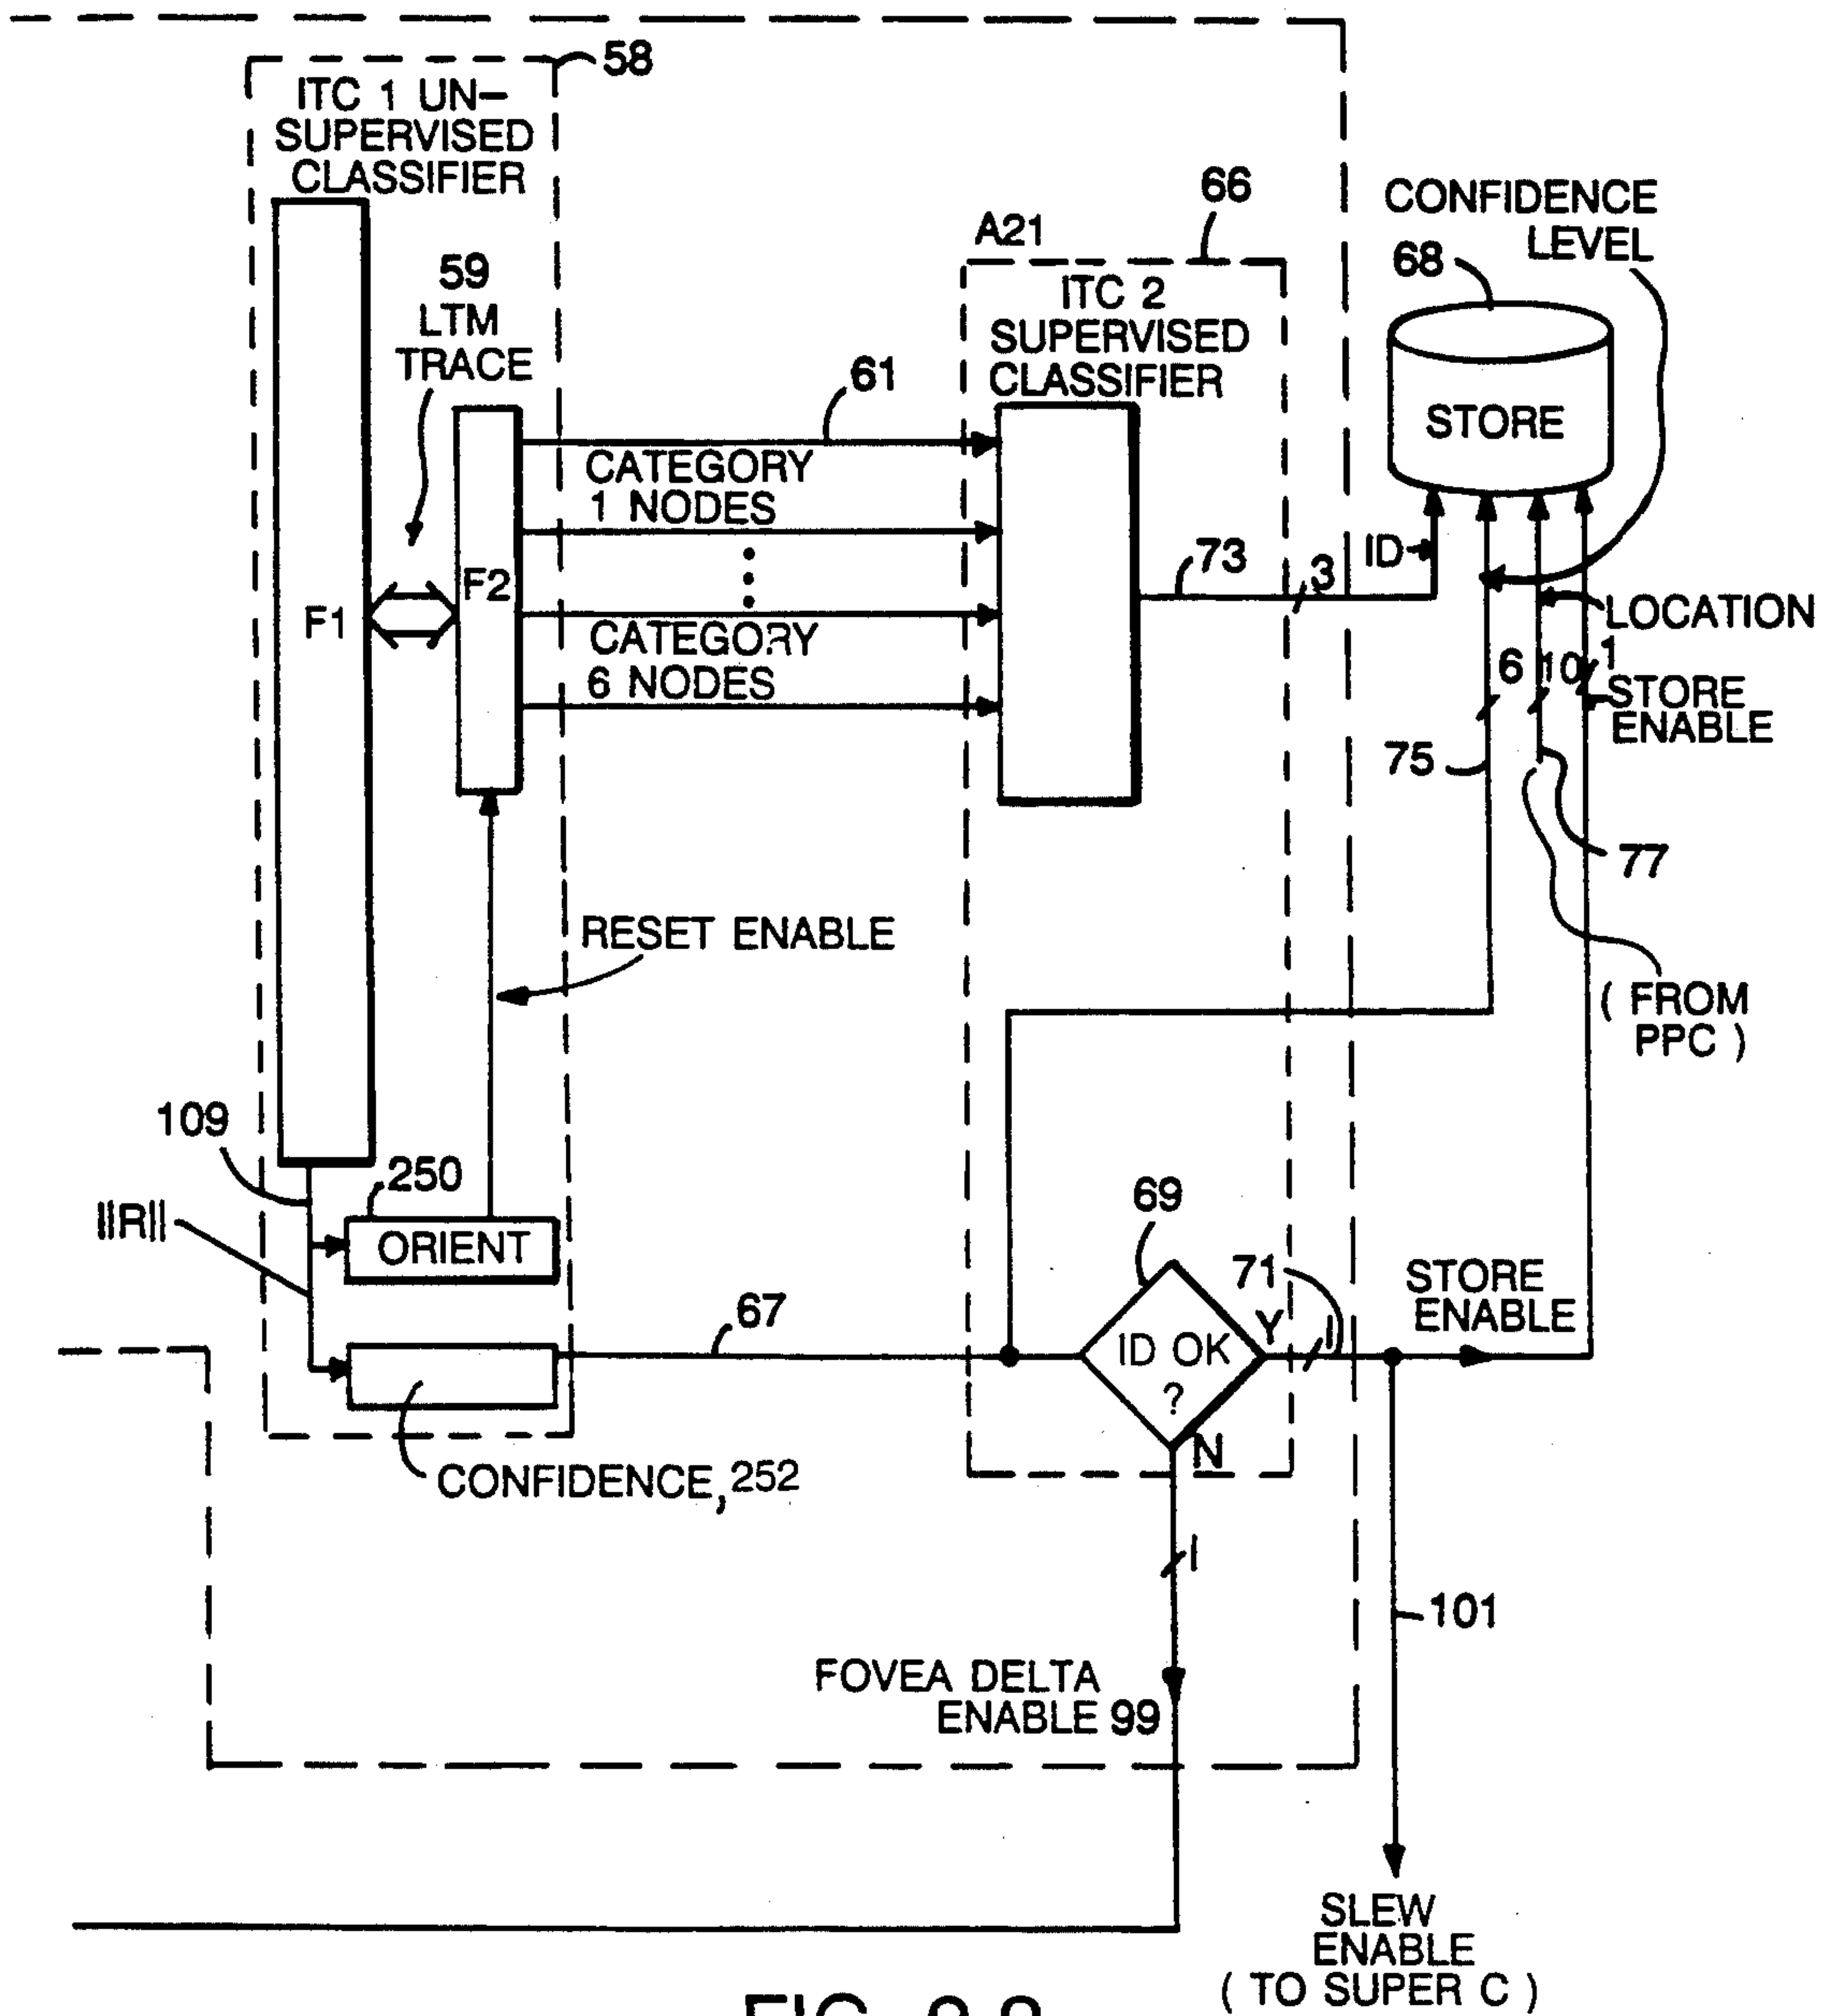 58
ITC 1 UN-
SUPERVISED
CLASSIFIER
66
CONFIDENCE
LEVEL
A21
68
59
LTM
TRACE
ITC 2
SUPERVISED
CLASSIFIER
61
STORE
CATEGORY
1 NODES
F1
F2
73
3
ID
LOCATION
CATEGORY
6 NODES
6
10
1
STORE
ENABLE
75
77
RESET ENABLE
( FROM
PPC )
109
250
||R||
ORIENT
69
71
STORE
ENABLE
67
ID OK
?
Y
1
N
CONFIDENCE, 252
1
101
FOVEA DELTA
ENABLE 99
SLEW
ENABLE
( TO SUPER C )